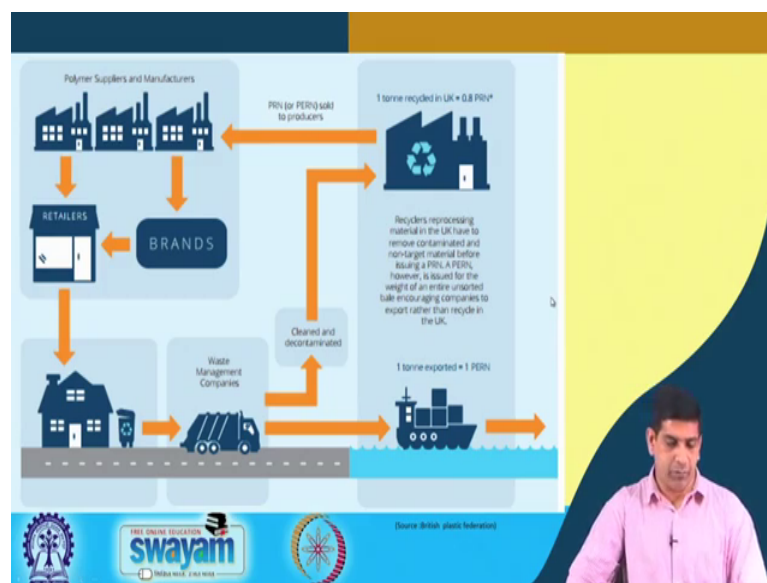 Polymer Suppliers and Manufacturers
PRN (or PERN) sold
to producers
1 tonne recycled in UK = 0.8 PRN*
RETAILERS
BRANDS
Recyclers reprocessing
material in the UK have to
remove contaminated and
non-target material before
issuing a PRN. A PERN,
however, is issued for the
weight of an entire unsorted
bale encouraging companies to
export rather than recycle in
the UK.
Cleaned and
decontaminated
Waste
Management
Companies
1 tonne exported = 1 PERN
FREE ONLINE EDUCATION
swayam
(Source :British plastic federation)